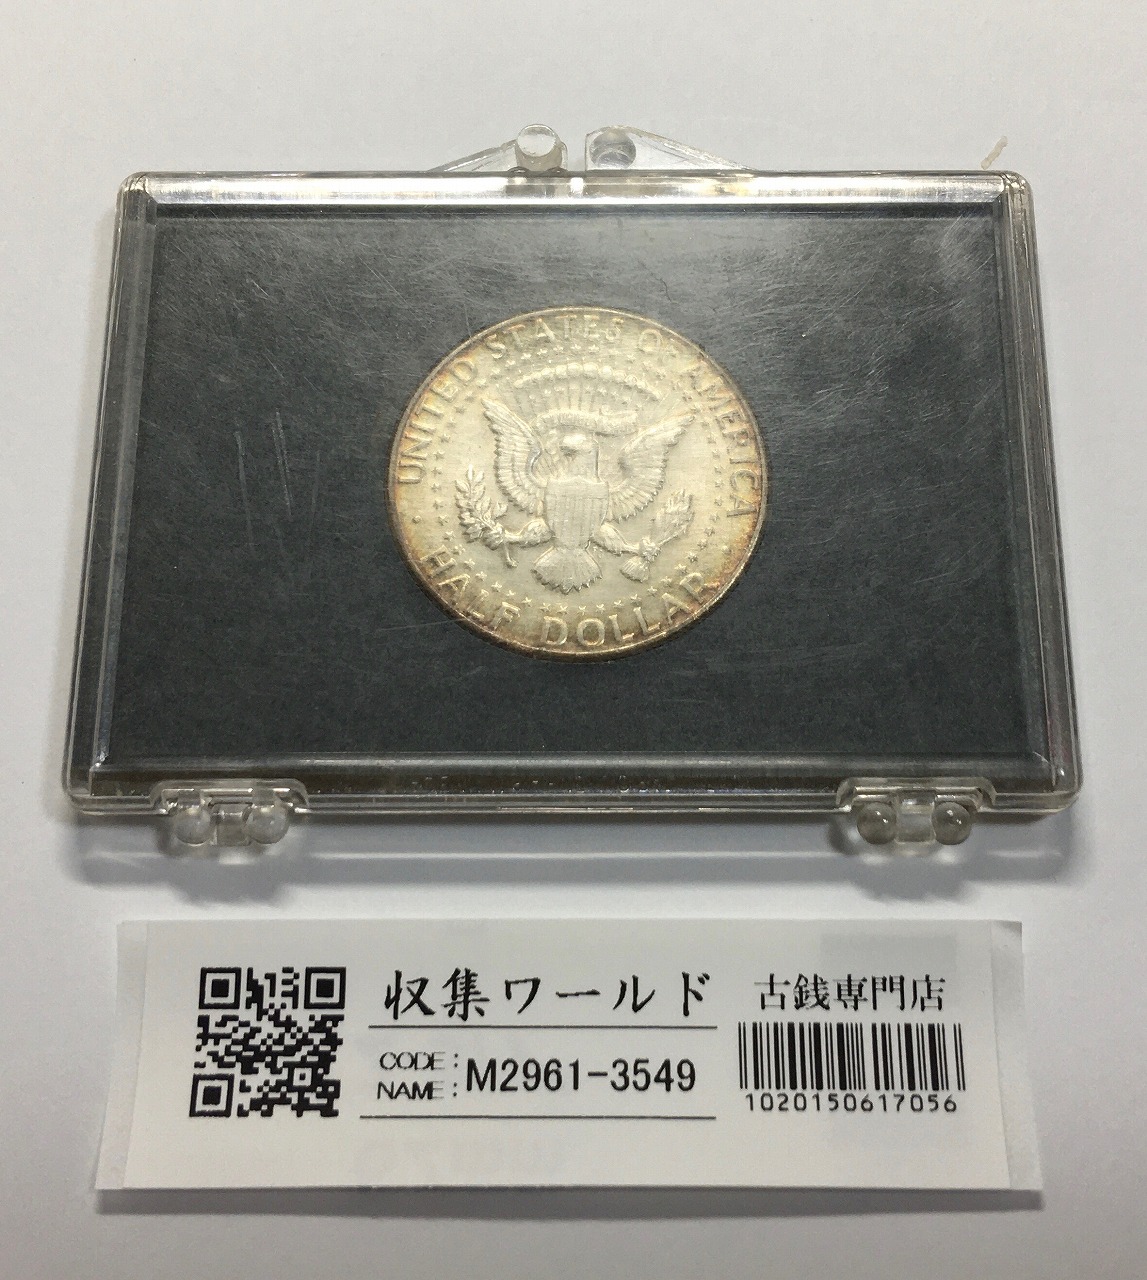 UNITED STATES OF AMERICA
HALF DOLLAR
収集ワールド
古銭専門店
CODE:
NAME:
M2961-3549
1020150617056